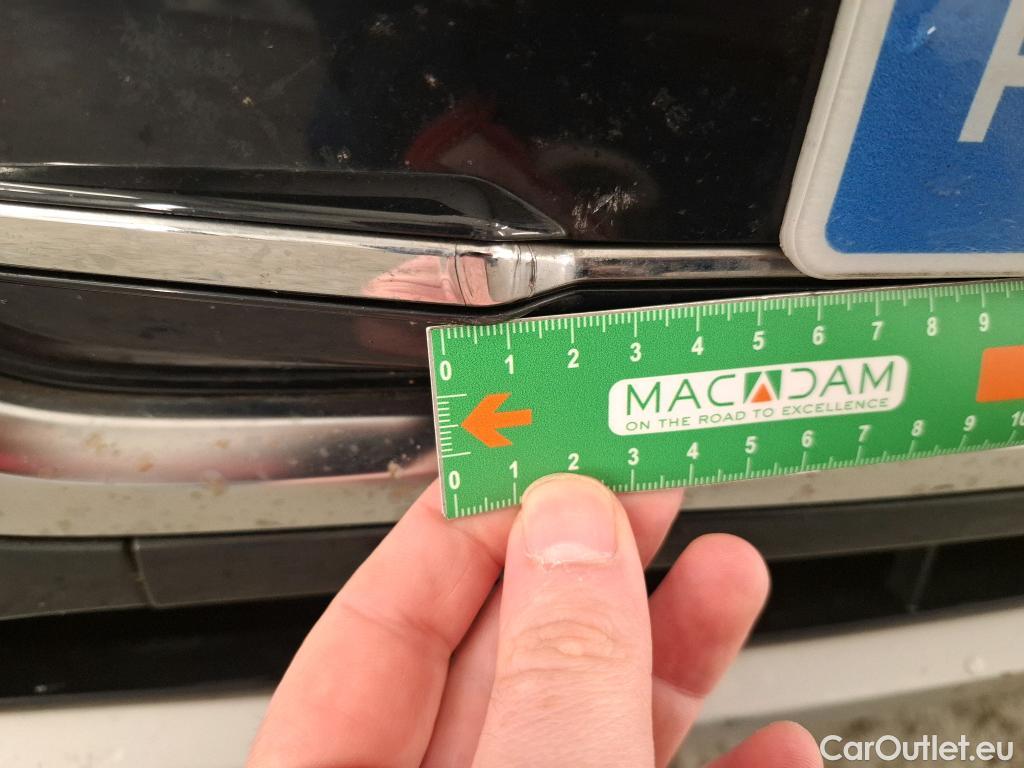 0 1 2 3 4 5 6 7 8 9
MACADAM
ON THE ROAD TO EXCELLENCE
0 1 2 3 4 5 6 7 8 9 10
CarOutlet.eu